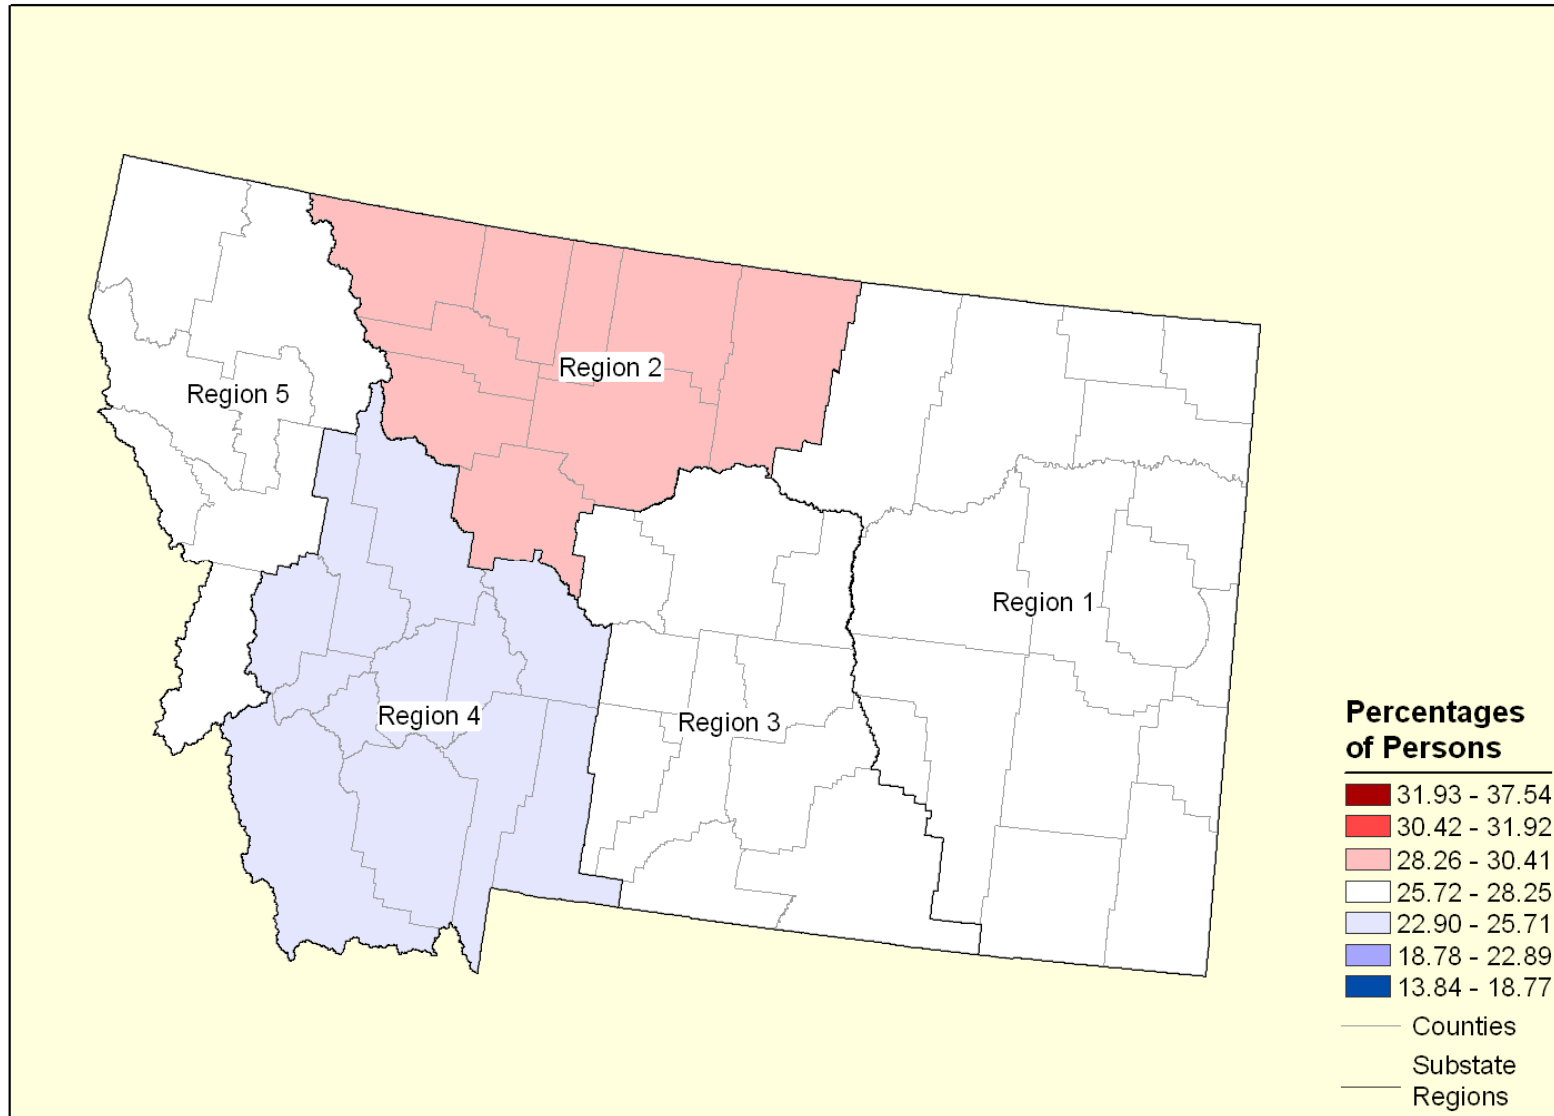 Region 2
Region 5
Region 1
Region 4
Region 3
Percentages
of Persons
31.93 - 37.54
30.42 - 31.92
28.26 - 30.41
25.72 - 28.25
22.90 - 25.71
18.78 - 22.89
13.84 - 18.77
Counties
Substate
Regions